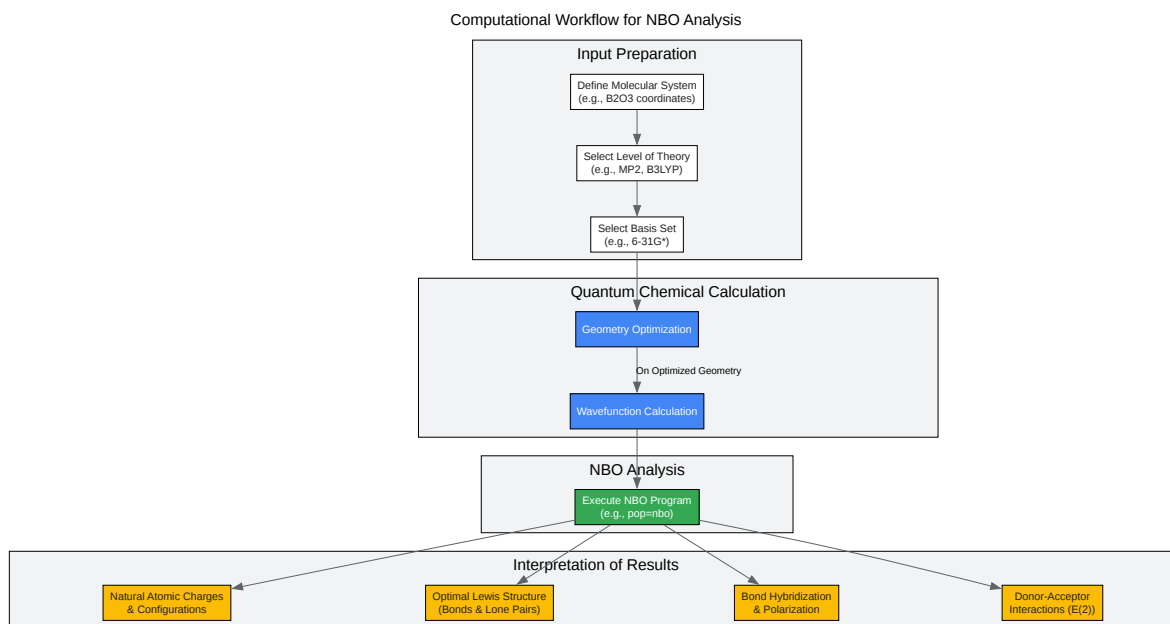 Computational Workflow for NBO Analysis
Input Preparation
Define Molecular System
(e.g., B2O3 coordinates)
Select Level of Theory
(e.g., MP2, B3LYP)
Select Basis Set
(e.g., 6-31G*)
Quantum Chemical Calculation
Geometry Optimization
On Optimized Geometry
Wavefunction Calculation
NBO Analysis
Execute NBO Program
(e.g., pop=nbo)
Interpretation of Results
Natural Atomic Charges
& Configurations
Optimal Lewis Structure
(Bonds & Lone Pairs)
Bond Hybridization
& Polarization
Donor-Acceptor
Interactions (E(2))